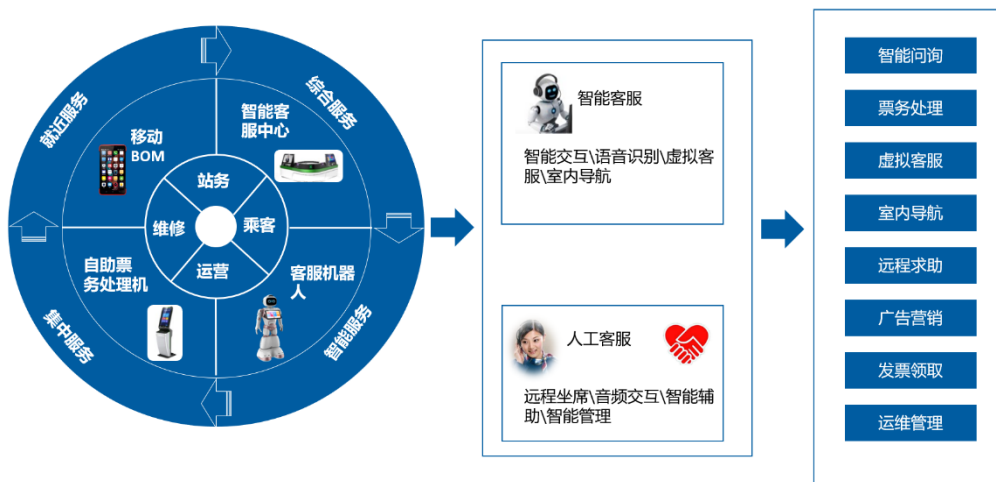 就近服务
综合服务
智能服务
集中服务
移动
BOM
智能客
服中心
自助票
务处理机
客服机器
人
站务
维修
乘客
运营
智能客服
智能交互\语音识别\虚拟客
服\室内导航
人工客服
远程坐席\音频交互\智能辅
助\智能管理
智能问询
票务处理
虚拟客服
室内导航
远程求助
广告营销
发票领取
运维管理